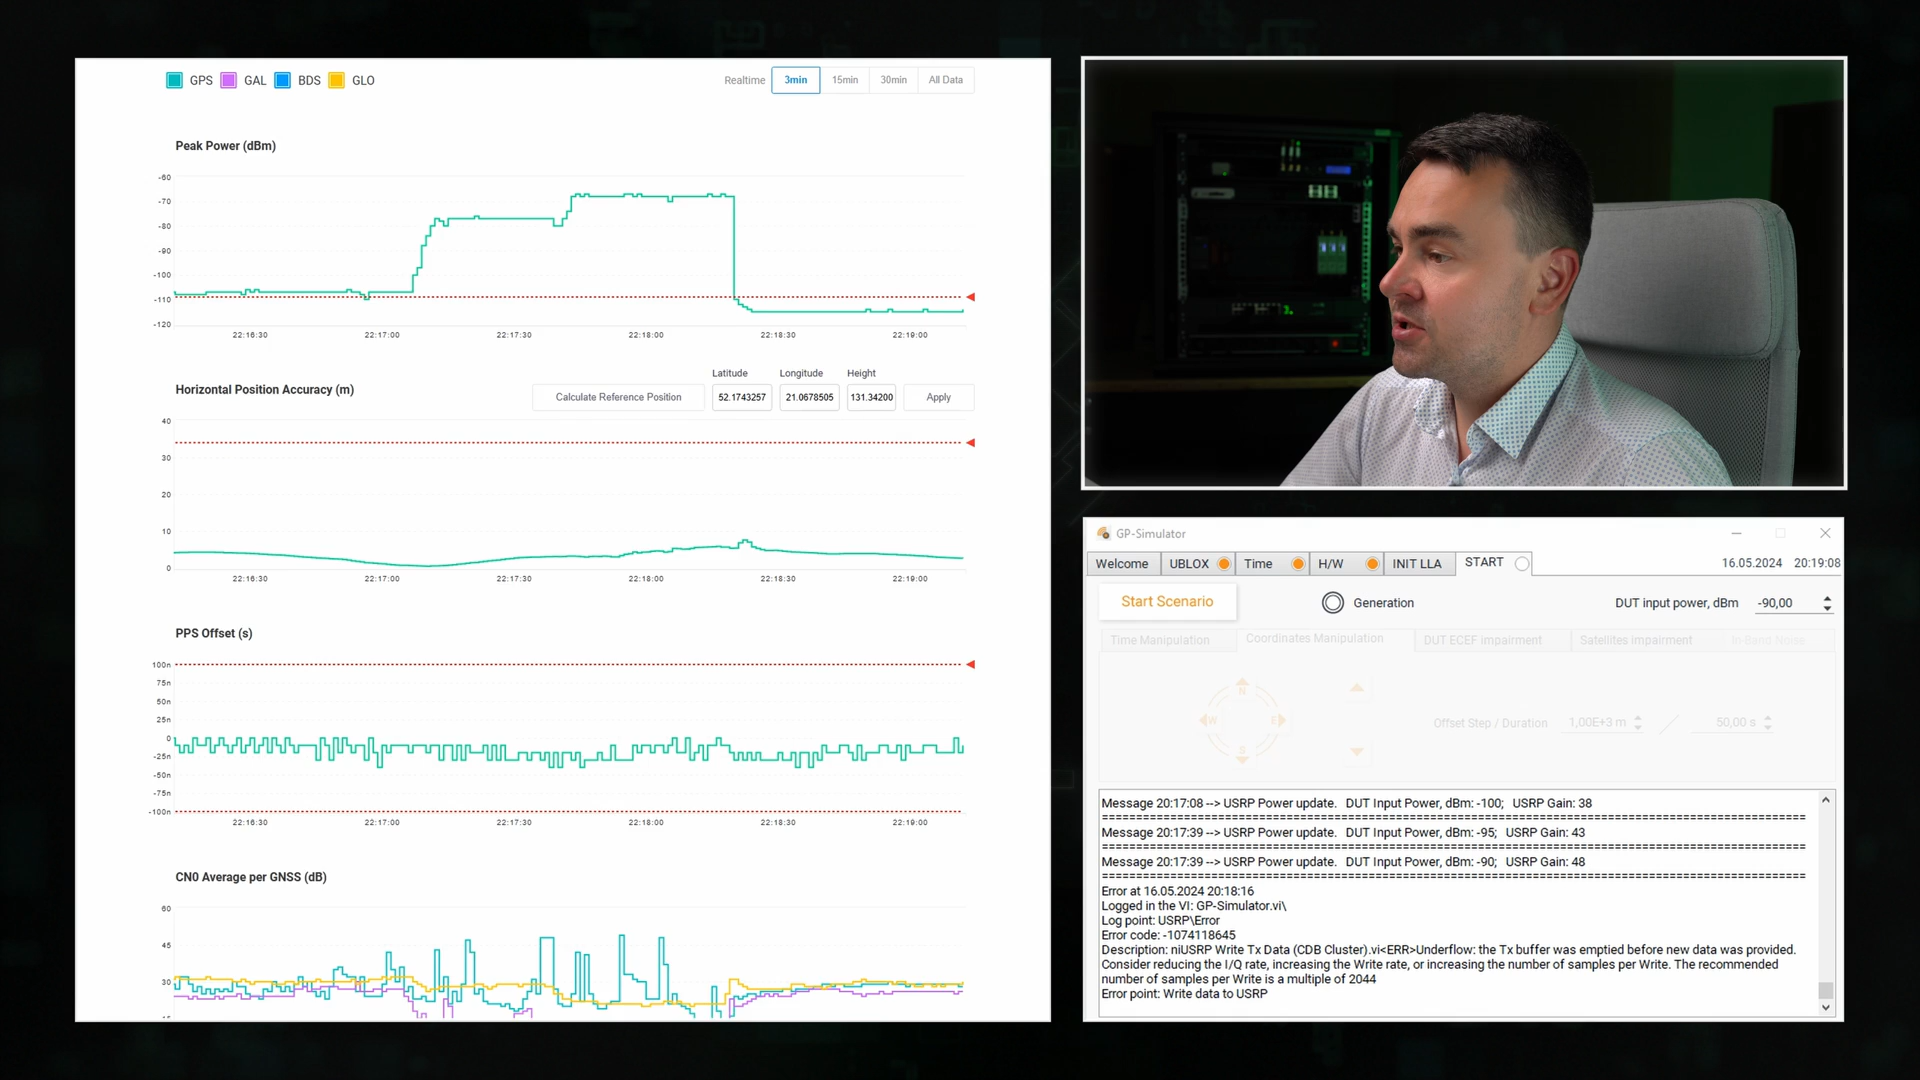 GPS GAL BDS GLO
Realtime 3min 15min 30min All Data
Peak Power (dBm)
-60
-70
-80
-90
-100
-110
-120
22:16:30 22:17:00 22:17:30 22:18:00 22:18:30 22:19:00
Latitude Longitude Height
Horizontal Position Accuracy (m)
Calculate Reference Position 52.1743257 21.0678505 131.34200 Apply
40
30
20
10
0
22:16:30 22:17:00 22:17:30 22:18:00 22:18:30 22:19:00
PPS Offset (s)
100n
75n
50n
25n
0
-25n
-50n
-75n
-100n
22:16:30 22:17:00 22:17:30 22:18:00 22:18:30 22:19:00
CN0 Average per GNSS (dB)
60
45
30
GP-Simulator
Welcome UBLOX Time H/W INIT LLA START 16.05.2024 20:19:08
Start Scenario Generation DUT input power, dBm -90,00
Time Manipulation Coordinates Manipulation DUT ECEF Impairment Satellites Impairment In-Band Noise
N
W E
S
Offset Step / Duration 1,00E+3 m 50,00 s
Message 20:17:08 --> USRP Power update. DUT Input Power, dBm: -100; USRP Gain: 38
Message 20:17:39 --> USRP Power update. DUT Input Power, dBm: -95; USRP Gain: 43
Message 20:17:39 --> USRP Power update. DUT Input Power, dBm: -90; USRP Gain: 48
Error at 16.05.2024 20:18:16
Logged in the VI: GP-Simulator.vi\
Log point: USRP\Error
Error code: -1074118645
Description: niUSRP Write Tx Data (CDB Cluster).vi<ERR>Underflow: the Tx buffer was emptied before new data was provided.
Consider reducing the I/Q rate, increasing the Write rate, or increasing the number of samples per Write. The recommended
number of samples per Write is a multiple of 2044
Error point: Write data to USRP